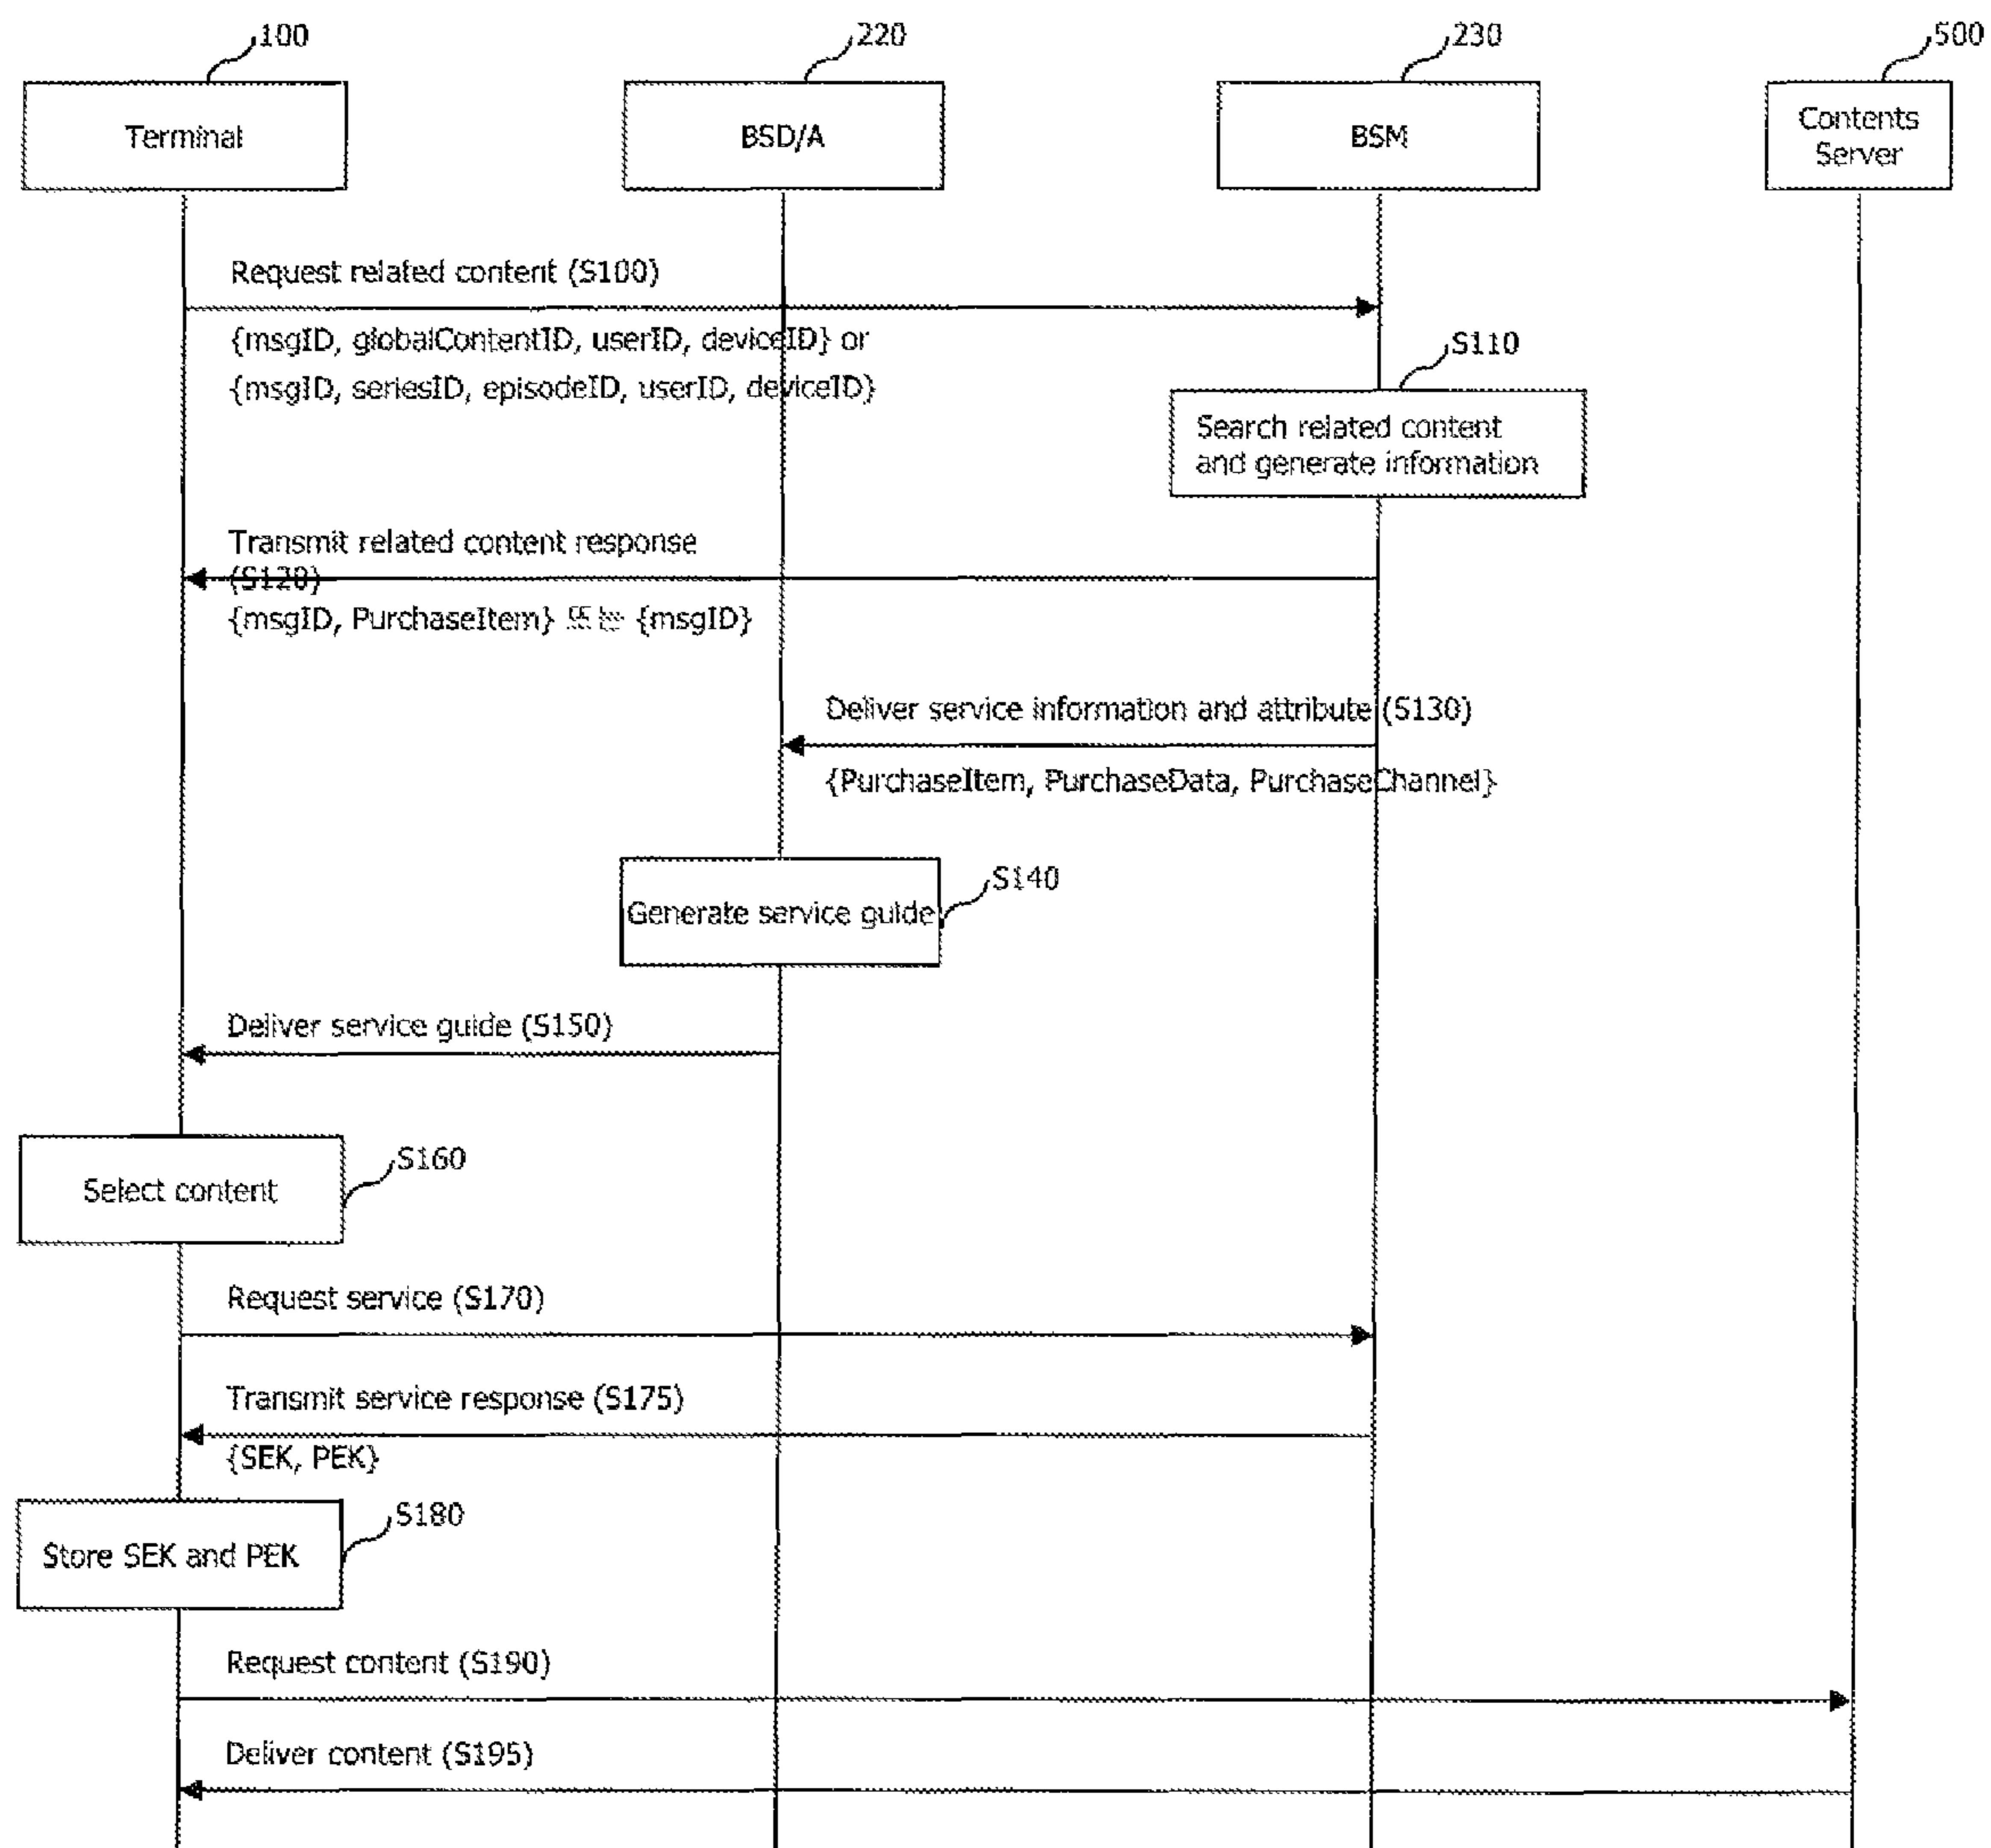 100
220
230
500
Terminal
BSD/A
BSM
Contents
Server
Request related content (S100)
{msgID, globalContentID, userID, deviceID} or
{msgID, seriesID, episodeID, userID, deviceID}
S110
Search related content
and generate information
Transmit related content response
(S120)
{msgID, PurchaseItem} 또는 {msgID}
Deliver service information and attribute (S130)
{PurchaseItem, PurchaseData, PurchaseChannel}
Generate service guide
S140
Deliver service guide (S150)
S160
Select content
Request service (S170)
Transmit service response (S175)
{SEK, PEK}
S180
Store SEK and PEK
Request content (S190)
Deliver content (S195)